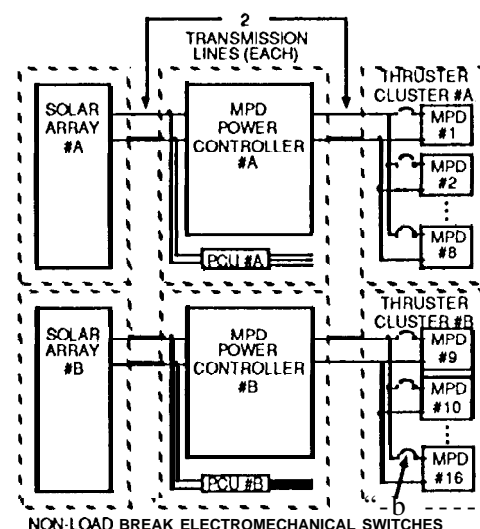 2
TRANSMISSION
LINES (EACH)
SOLAR
ARRAY
#A
MPD
POWER
CONTROLLER
#A
PCU #A
THRUSTER
CLUSTER #A
MPD
#1
MPD
#2
MPD
#8
SOLAR
ARRAY
#B
MPD
POWER
CONTROLLER
#B
PCU #B
THRUSTER
CLUSTER #B
MPD
#9
MPD
#10
MPD
#16
b
NON-LOAD BREAK ELECTROMECHANICAL SWITCHES